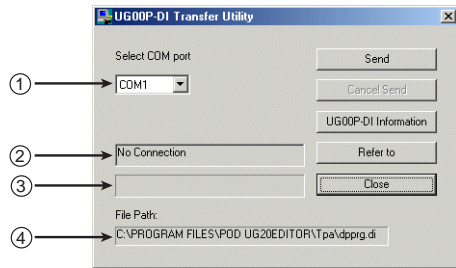 UG00P-DI Transfer Utility
Select COM port
Send
① COM1
Cancel Send
UG00P-DI Information
② No Connection
Refer to
③
Close
File Path:
④ C:\PROGRAM FILES\POD UG20EDITOR\Tpa\dpprg.di